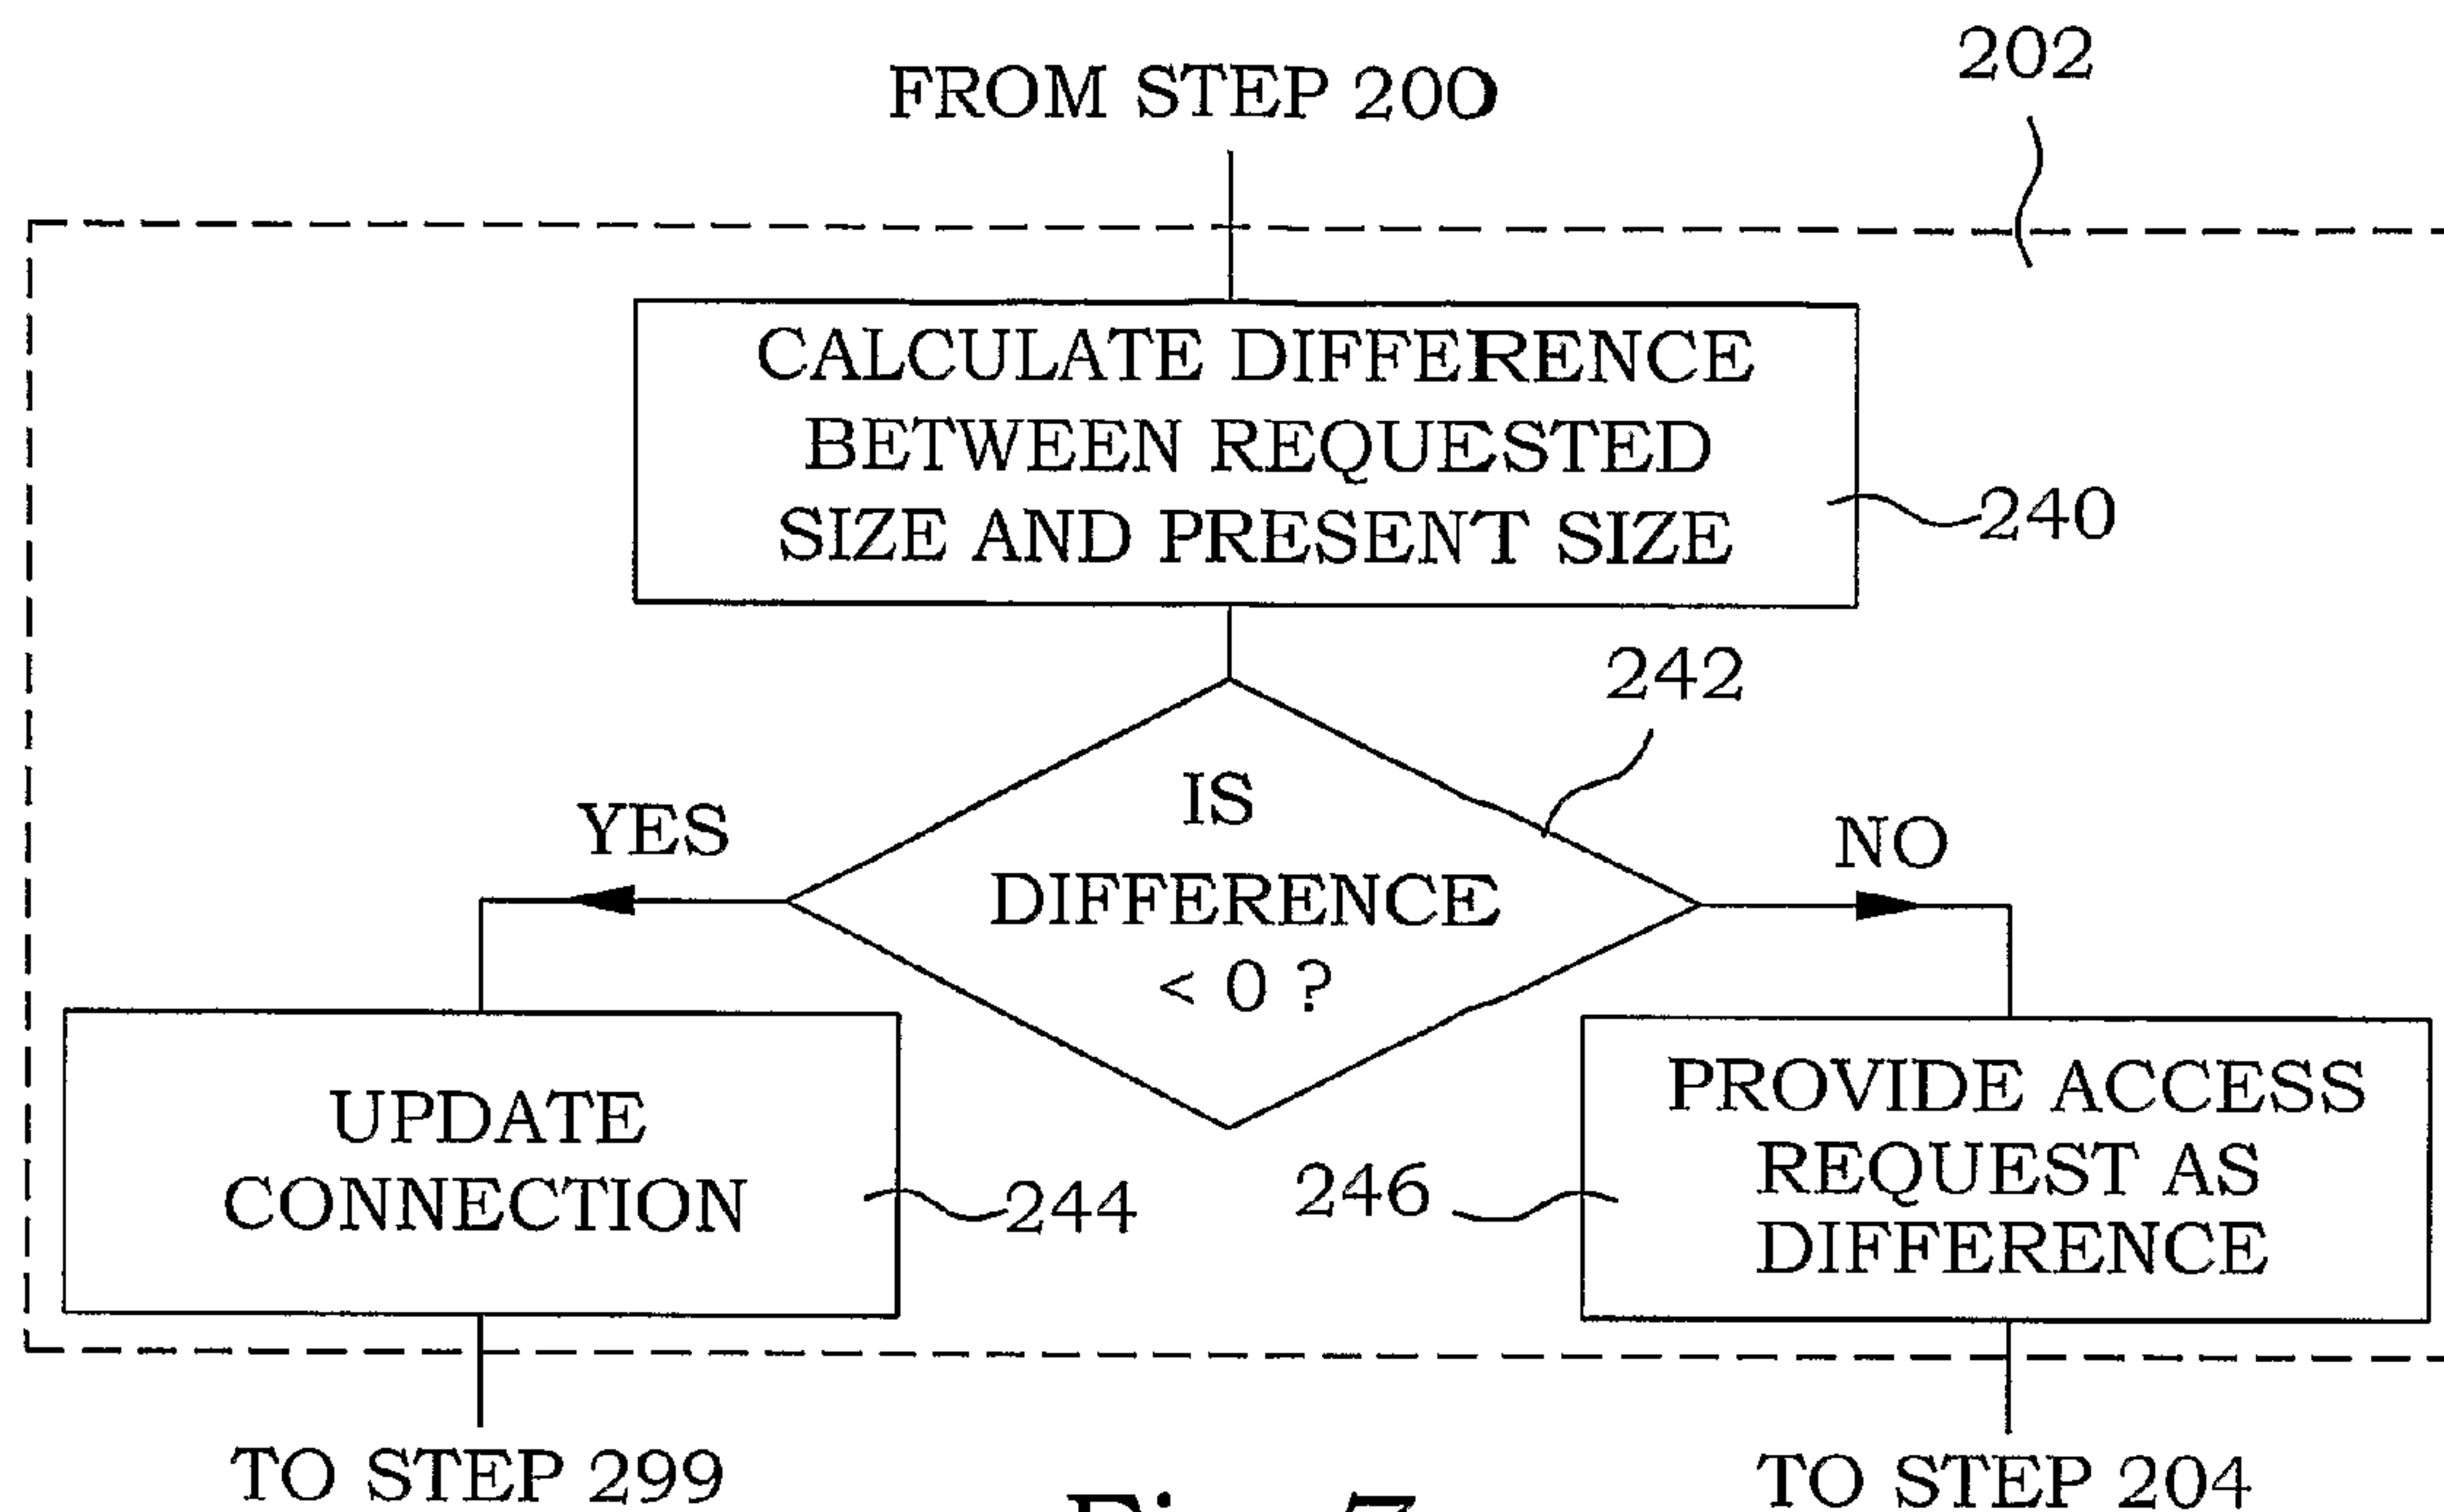 202
FROM STEP 200
CALCULATE DIFFERENCE
BETWEEN REQUESTED
SIZE AND PRESENT SIZE
240
242
IS
DIFFERENCE
< 0 ?
YES
NO
UPDATE
CONNECTION
244
246
PROVIDE ACCESS
REQUEST AS
DIFFERENCE
TO STEP 299
TO STEP 204